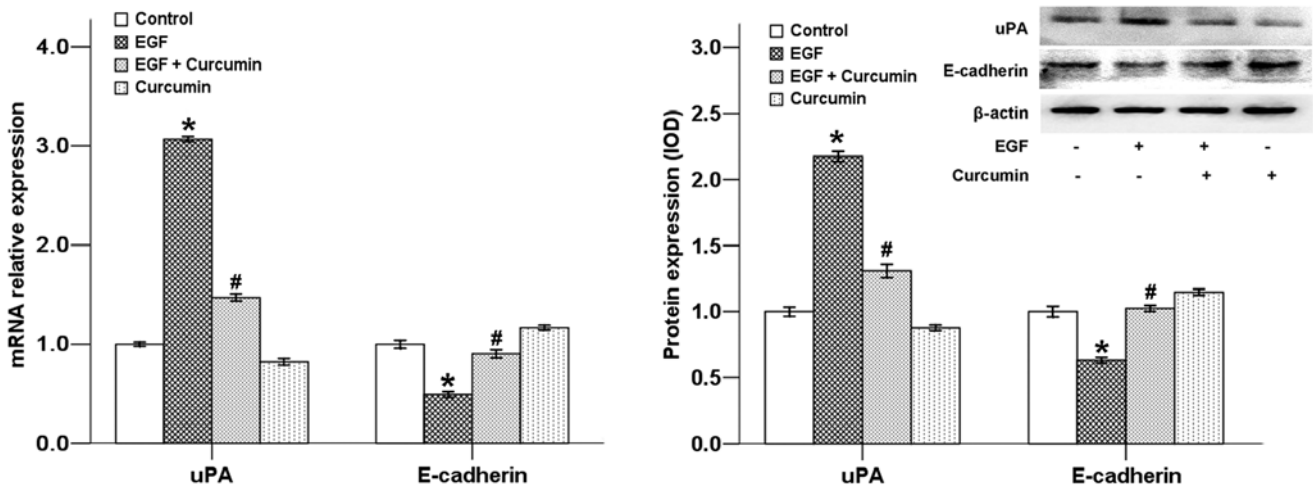 Control
EGF
EGF + Curcumin
Curcumin
mRNA relative expression
4.0
3.0
2.0
1.0
0.0
*
#
*
#
uPA
E-cadherin
Control
EGF
EGF + Curcumin
Curcumin
Protein expression (IOD)
3.0
2.5
2.0
1.5
1.0
0.5
0.0
*
#
*
#
uPA
E-cadherin
uPA
E-cadherin
β-actin
EGF - + + -
Curcumin - - + +